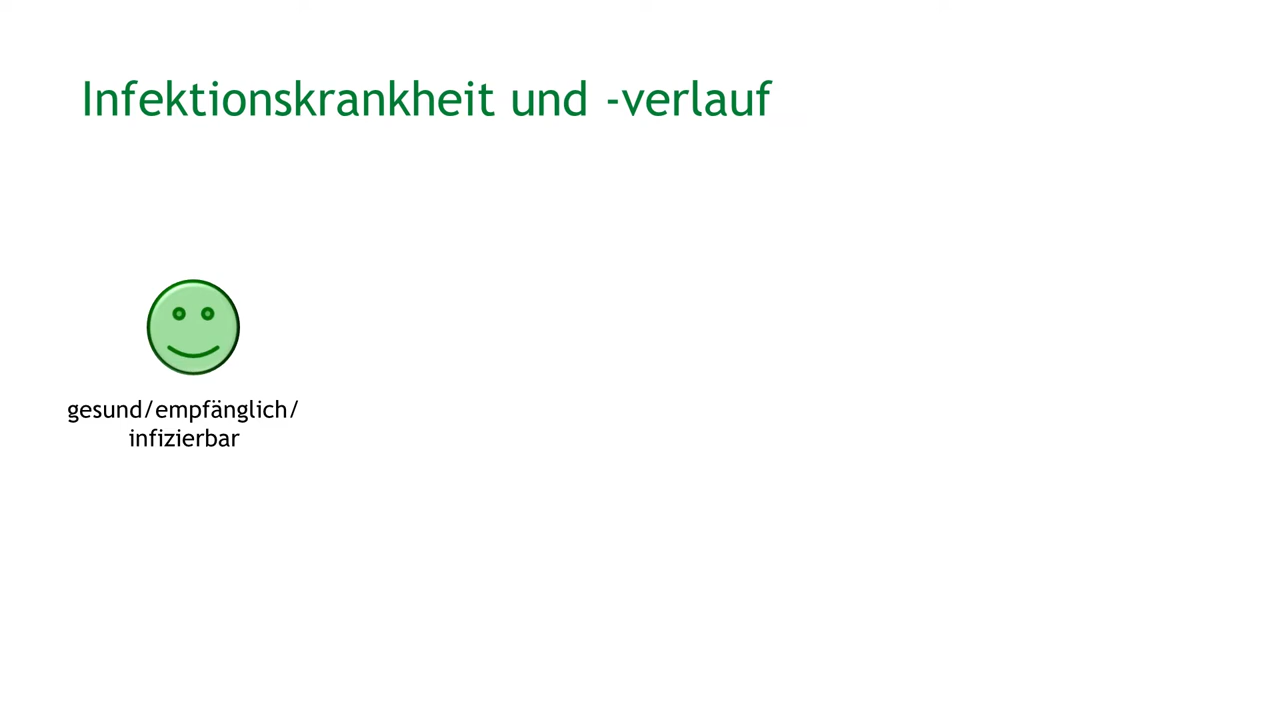 Infektionskrankheit und -verlauf
gesund/empfänglich/
infizierbar